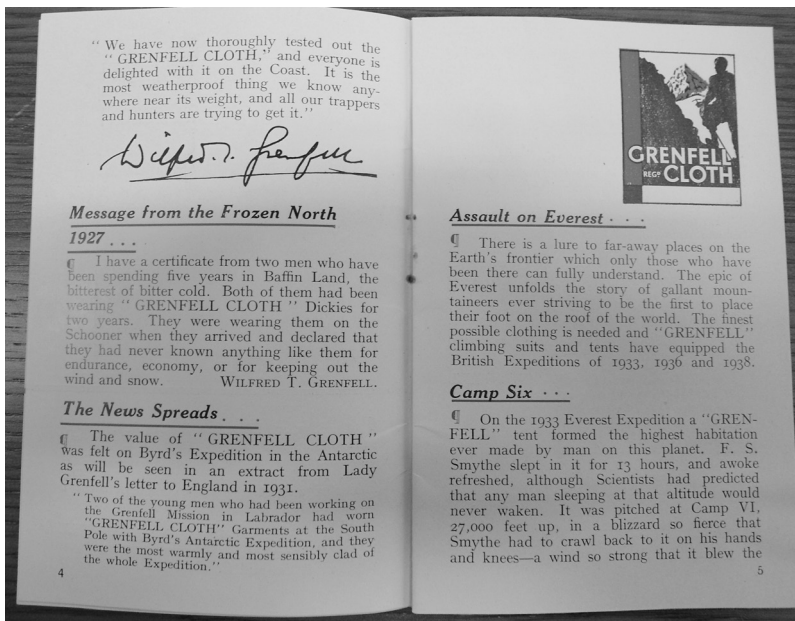 " We have now thoroughly tested out the
" GRENFELL CLOTH," and everyone is
delighted with it on the Coast. It is the
most weatherproof thing we know any-
where near its weight, and all our trappers
and hunters are trying to get it."
Wilfred. T. Grenfell
Message from the Frozen North
1927 . . .
¶ I have a certificate from two men who have
been spending five years in Baffin Land, the
bitterest of bitter cold. Both of them had been
wearing " GRENFELL CLOTH " Dickies for
two years. They were wearing them on the
Schooner when they arrived and declared that
they had never known anything like them for
endurance, economy, or for keeping out the
wind and snow. WILFRED T. GRENFELL.
The News Spreads . . .
¶ The value of " GRENFELL CLOTH "
was felt on Byrd's Expedition in the Antarctic
as will be seen in an extract from Lady
Grenfell's letter to England in 1931.
" Two of the young men who had been working on
the Grenfell Mission in Labrador had worn
"GRENFELL CLOTH" Garments at the South
Pole with Byrd's Antarctic Expedition, and they
were the most warmly and most sensibly clad of
the whole Expedition."
4
GRENFELL
REGD CLOTH
Assault on Everest . . .
¶ There is a lure to far-away places on the
Earth's frontier which only those who have
been there can fully understand. The epic of
Everest unfolds the story of gallant moun-
taineers ever striving to be the first to place
their foot on the roof of the world. The finest
possible clothing is needed and "GRENFELL"
climbing suits and tents have equipped the
British Expeditions of 1933, 1936 and 1938.
Camp Six . . .
¶ On the 1933 Everest Expedition a "GREN-
FELL" tent formed the highest habitation
ever made by man on this planet. F. S.
Smythe slept in it for 13 hours, and awoke
refreshed, although Scientists had predicted
that any man sleeping at that altitude would
never waken. It was pitched at Camp VI,
27,000 feet up, in a blizzard so fierce that
Smythe had to crawl back to it on his hands
and knees—a wind so strong that it blew the
5